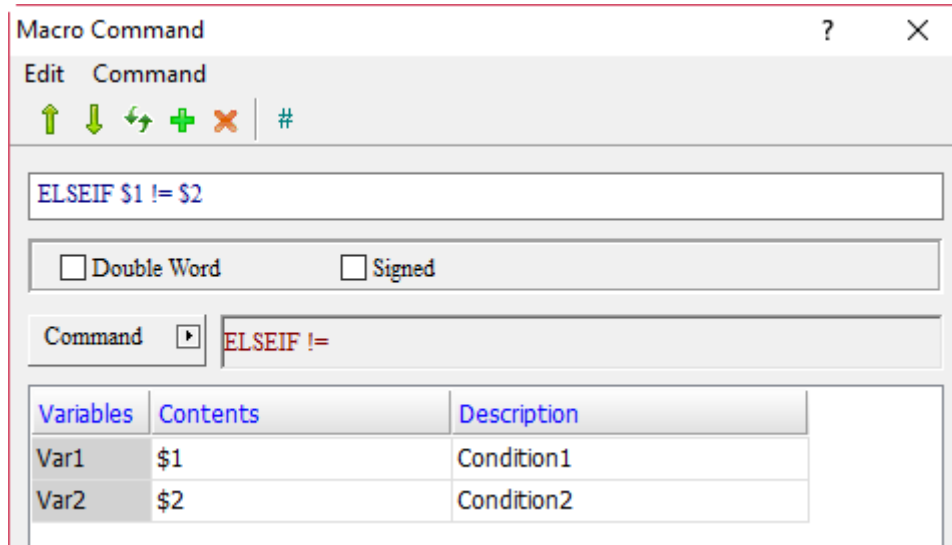 Macro Command ?
Edit Command
#
ELSEIF $1 != $2
Double Word Signed
Command ELSEIF !=
Variables Contents Description
Var1 $1 Condition1
Var2 $2 Condition2